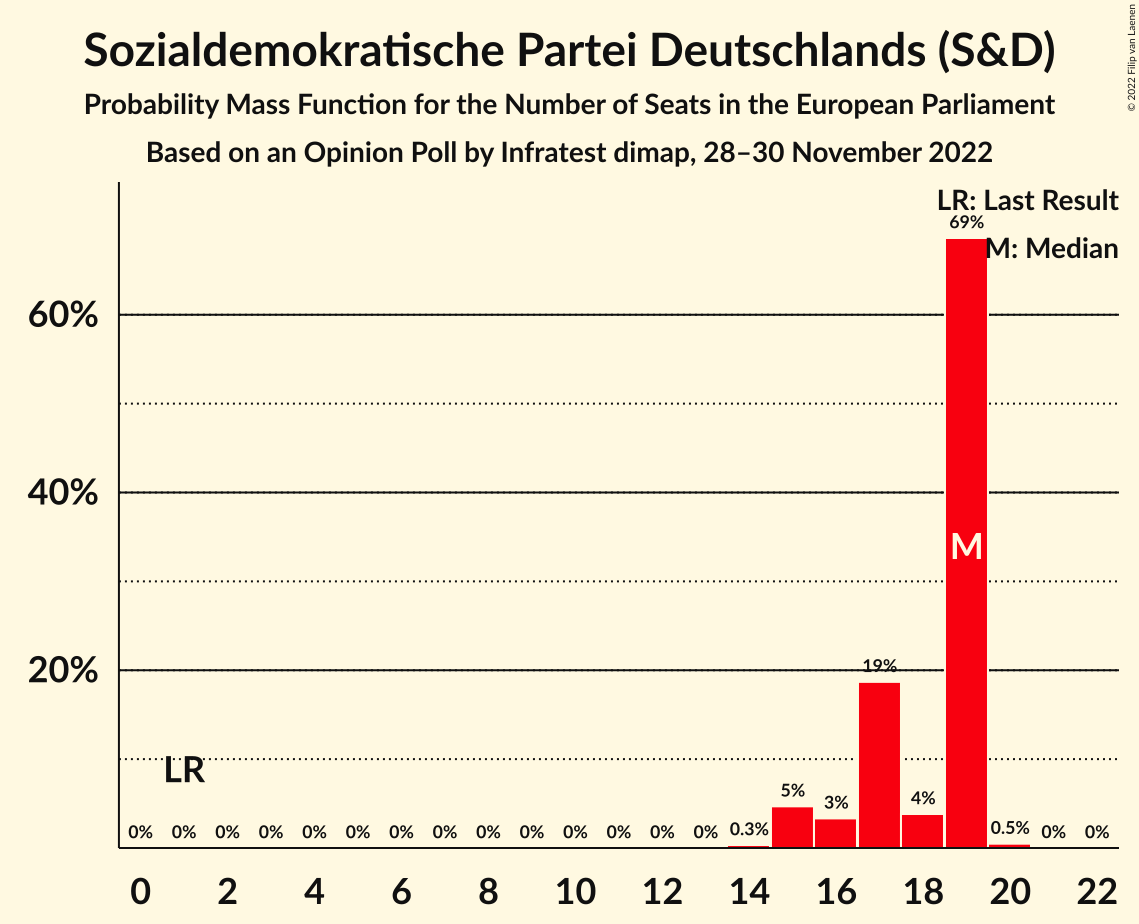 Sozialdemokratische Partei Deutschlands (S&D)
Probability Mass Function for the Number of Seats in the European Parliament
Based on an Opinion Poll by Infratest dimap, 28–30 November 2022
© 2022 Filip van Laenen
LR: Last Result
69%
M: Median
60%
40%
M
19%
20%
LR
5%
3%
4%
0% 0% 0% 0% 0% 0% 0% 0% 0% 0% 0% 0% 0% 0% 0.3% 0.5% 0% 0%
0 2 4 6 8 10 12 14 16 18 20 22